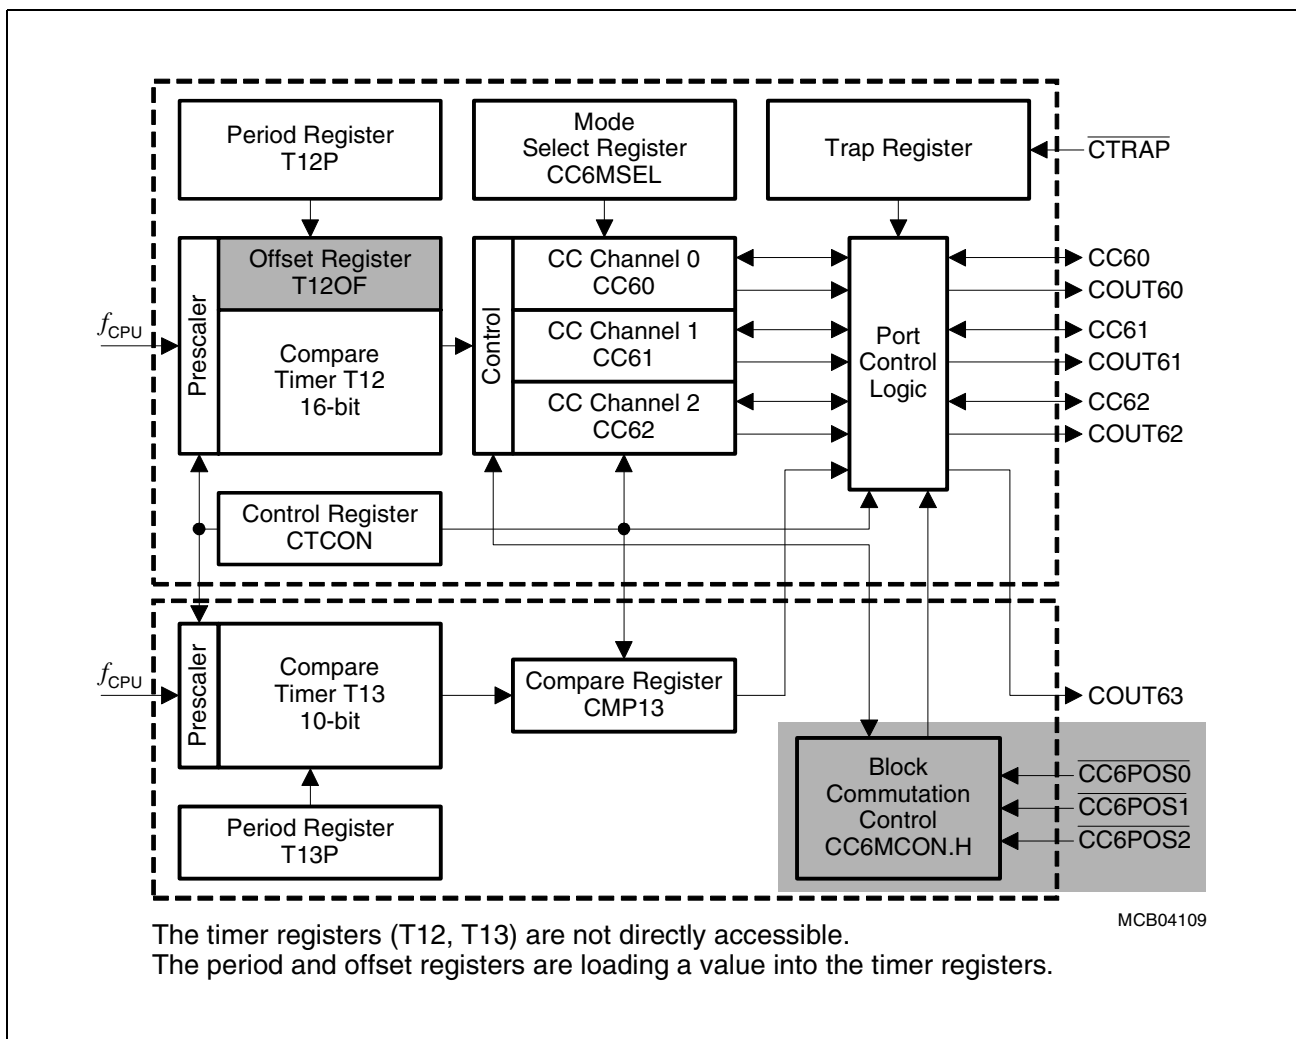 Period Register
T12P
Mode
Select Register
CC6MSEL
Trap Register
CTRAP
Prescaler
Offset Register
T12OF
Compare
Timer T12
16-bit
fCPU
Control
CC Channel 0
CC60
CC Channel 1
CC61
CC Channel 2
CC62
Port
Control
Logic
CC60
COUT60
CC61
COUT61
CC62
COUT62
Control Register
CTCON
fCPU
Prescaler
Compare
Timer T13
10-bit
Compare Register
CMP13
COUT63
Period Register
T13P
Block
Commutation
Control
CC6MCON.H
CC6POS0
CC6POS1
CC6POS2
MCB04109
The timer registers (T12, T13) are not directly accessible.
The period and offset registers are loading a value into the timer registers.